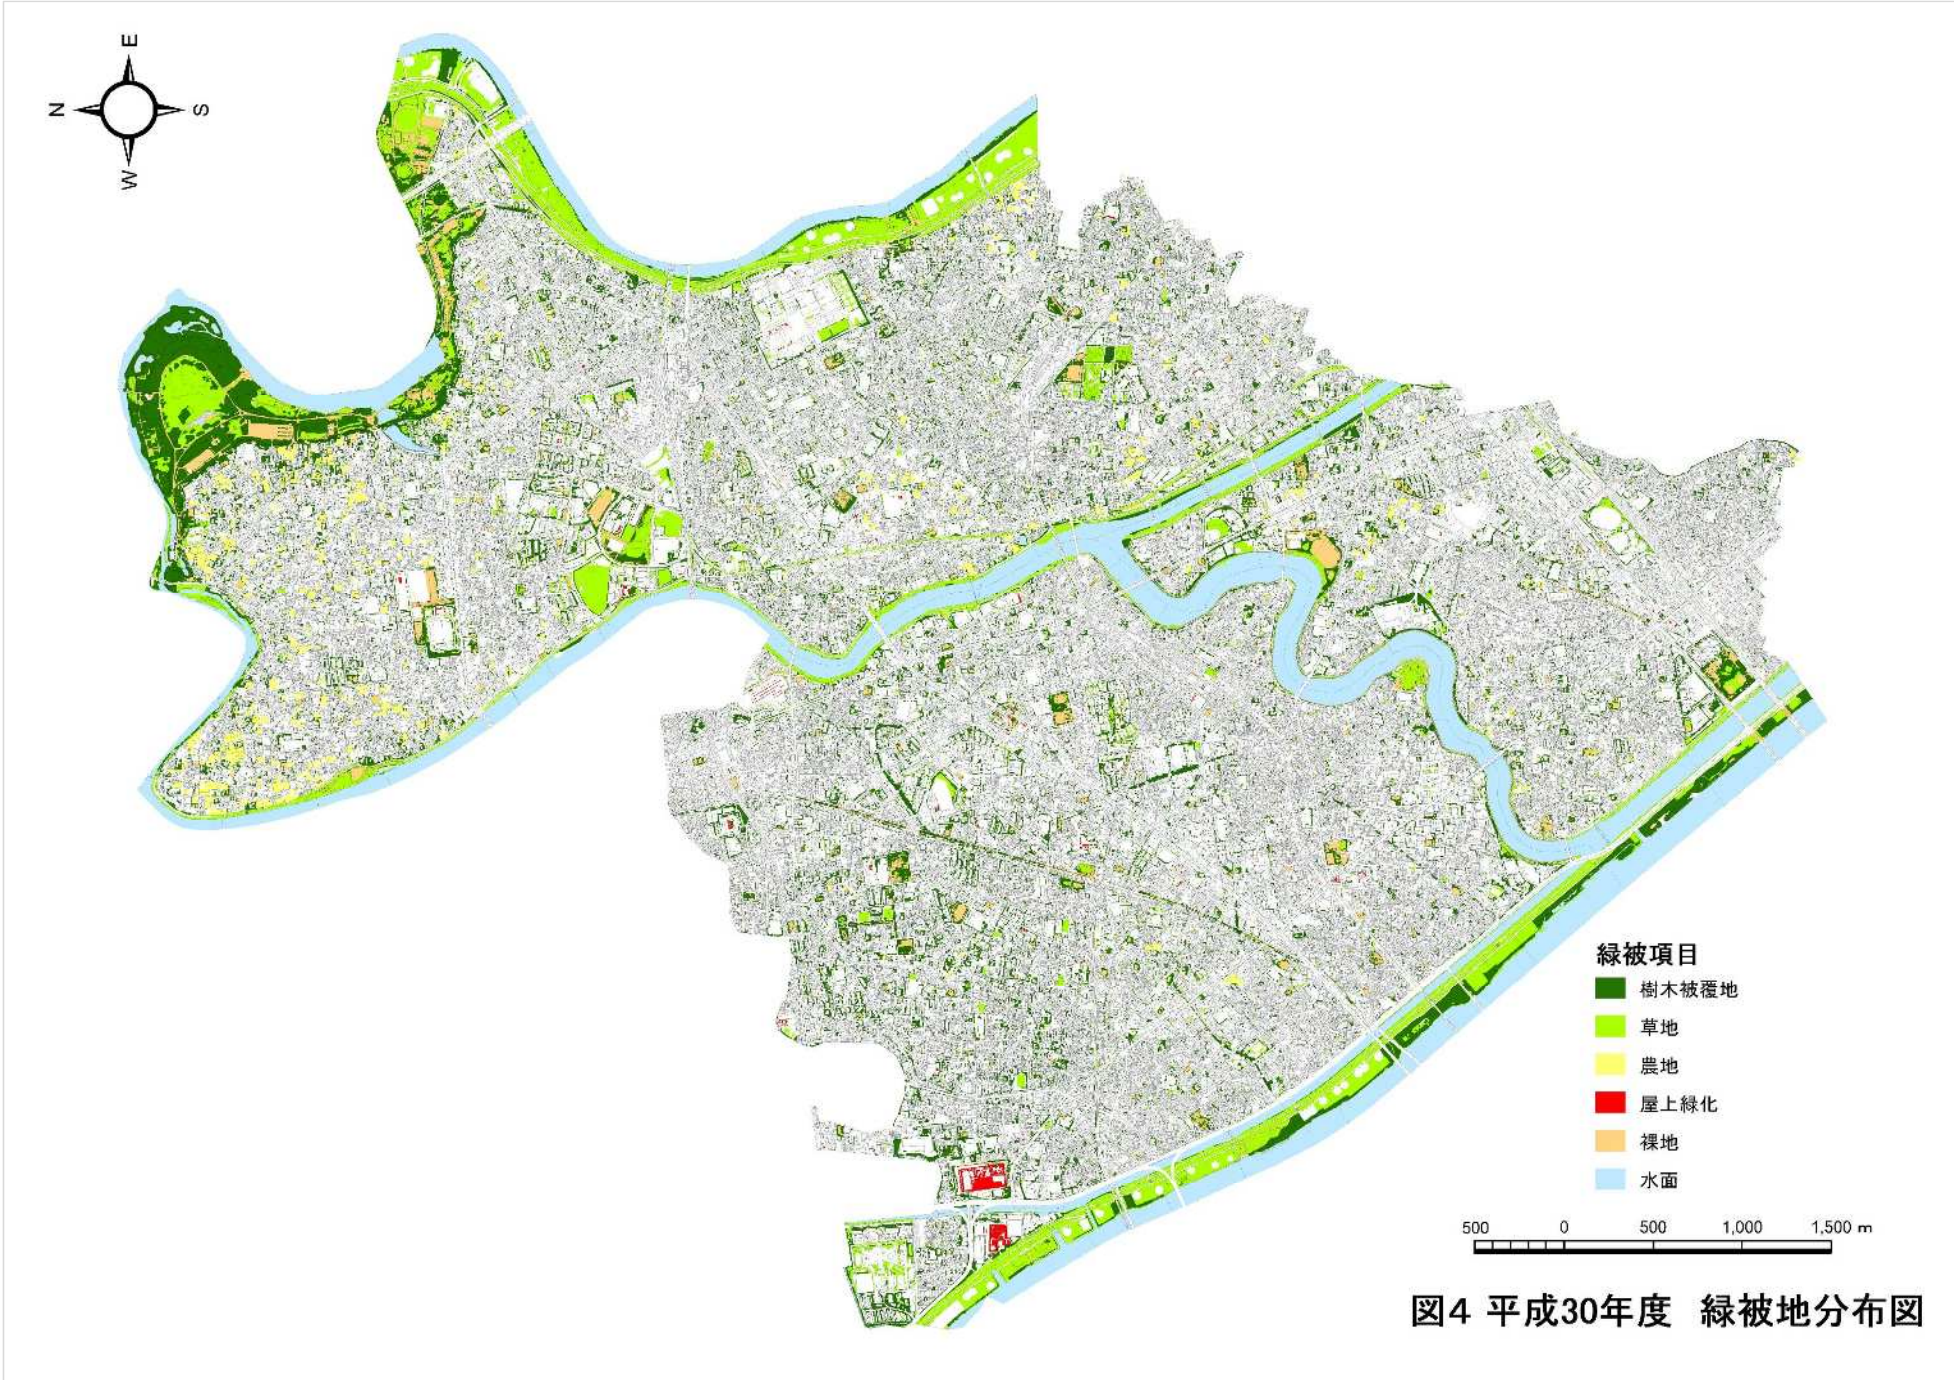 E
N
S
W
緑被項目
樹木被覆地
草地
農地
屋上緑化
裸地
水面
500 0 500 1,000 1,500 m
図4 平成30年度 緑被地分布図